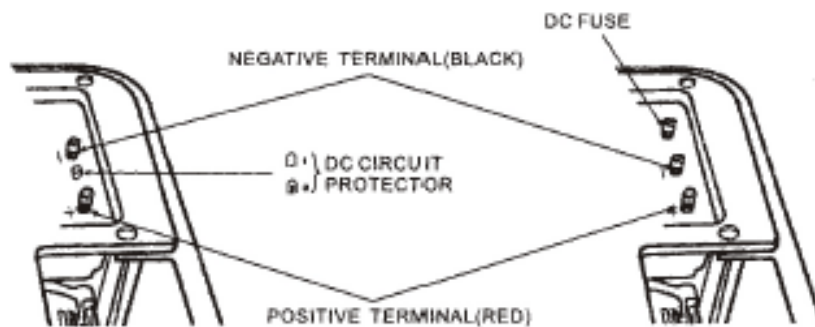 DC FUSE
NEGATIVE TERMINAL(BLACK)
DC CIRCUIT
PROTECTOR
POSITIVE TERMINAL(RED)